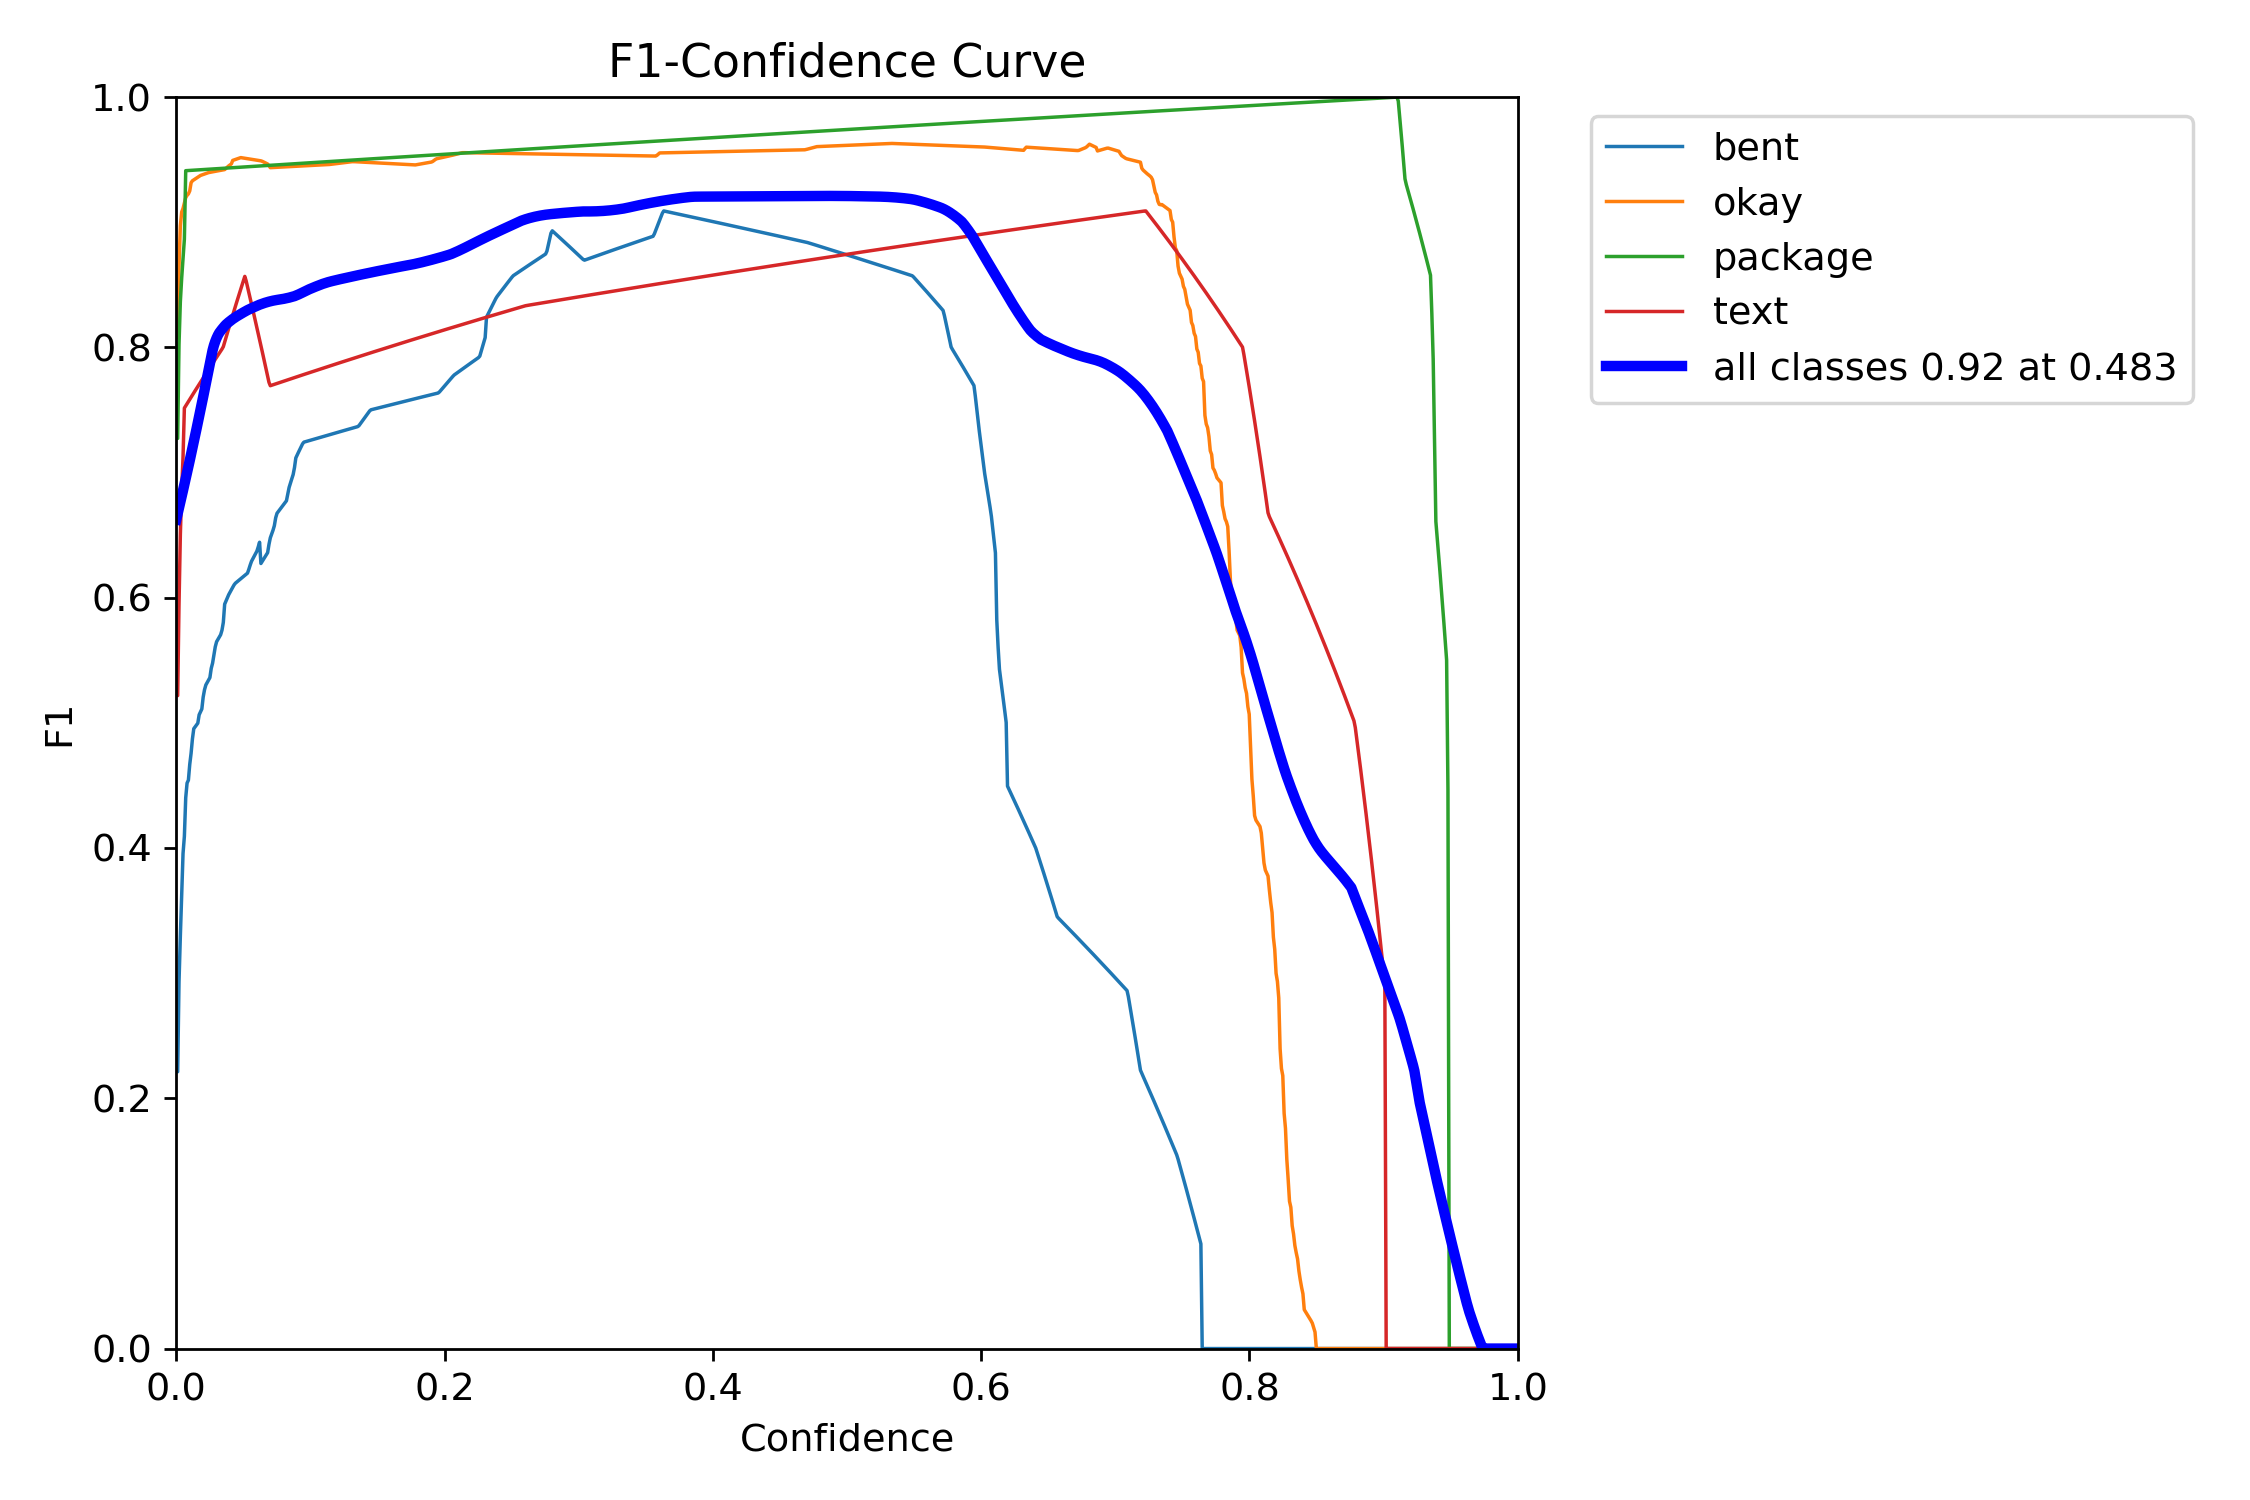 F1-Confidence Curve
1.0
0.8
0.6
0.4
0.2
0.0
F1
0.0 0.2 0.4 0.6 0.8 1.0
Confidence
bent
okay
package
text
all classes 0.92 at 0.483